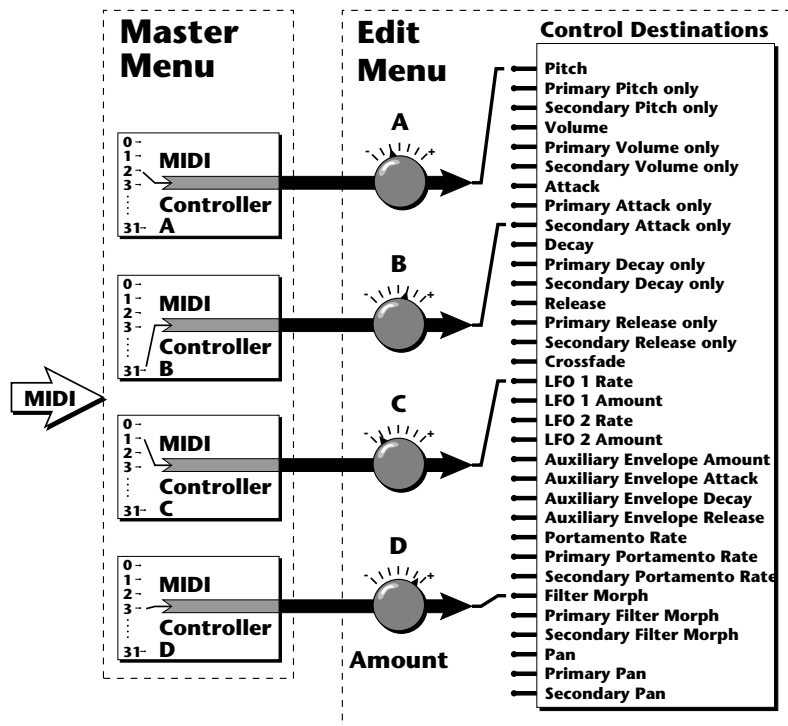 Master
Menu
Edit
Menu
Control Destinations
MIDI
0
1
2
3
31
MIDI
Controller
A
0
1
2
3
31
MIDI
Controller
B
0
1
2
3
31
MIDI
Controller
C
0
1
2
3
31
MIDI
Controller
D
A
- +
B
- +
C
- +
D
- +
Amount
Pitch
Primary Pitch only
Secondary Pitch only
Volume
Primary Volume only
Secondary Volume only
Attack
Primary Attack only
Secondary Attack only
Decay
Primary Decay only
Secondary Decay only
Release
Primary Release only
Secondary Release only
Crossfade
LFO 1 Rate
LFO 1 Amount
LFO 2 Rate
LFO 2 Amount
Auxiliary Envelope Amount
Auxiliary Envelope Attack
Auxiliary Envelope Decay
Auxiliary Envelope Release
Portamento Rate
Primary Portamento Rate
Secondary Portamento Rate
Filter Morph
Primary Filter Morph
Secondary Filter Morph
Pan
Primary Pan
Secondary Pan